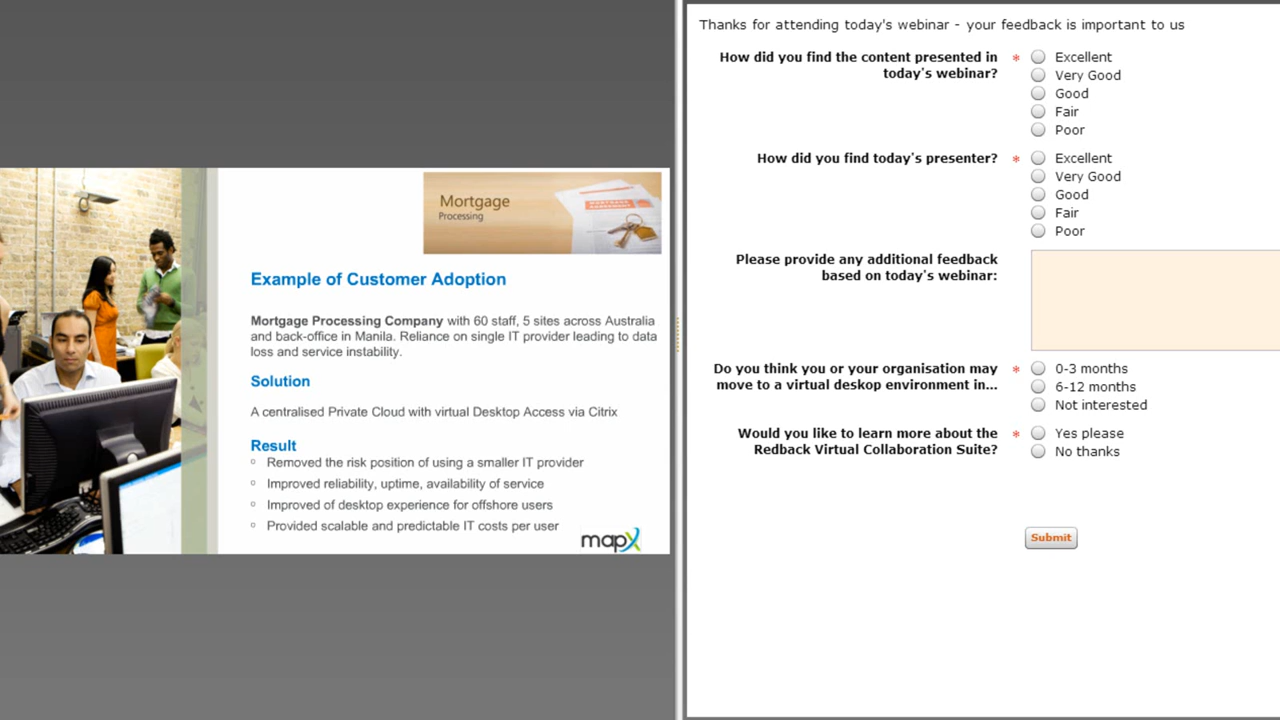 Mortgage
Processing
Example of Customer Adoption
Mortgage Processing Company with 60 staff, 5 sites across Australia
and back-office in Manila. Reliance on single IT provider leading to data
loss and service instability.
Solution
A centralised Private Cloud with virtual Desktop Access via Citrix
Result
Removed the risk position of using a smaller IT provider
Improved reliability, uptime, availability of service
Improved of desktop experience for offshore users
Provided scalable and predictable IT costs per user
mapx
Thanks for attending today's webinar - your feedback is important to us
How did you find the content presented in
today's webinar?
*
Excellent
Very Good
Good
Fair
Poor
How did you find today's presenter?
*
Excellent
Very Good
Good
Fair
Poor
Please provide any additional feedback
based on today's webinar:
Do you think you or your organisation may
move to a virtual deskop environment in...
*
0-3 months
6-12 months
Not interested
Would you like to learn more about the
Redback Virtual Collaboration Suite?
*
Yes please
No thanks
Submit